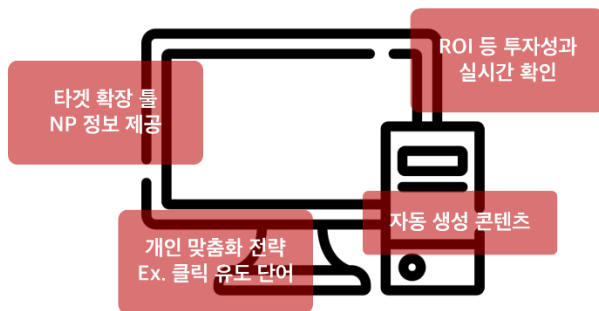 ROI 등 투자성과
실시간 확인
타겟 확장 툴
NP 정보 제공
자동 생성 콘텐츠
개인 맞춤화 전략
Ex. 클릭 유도 단어